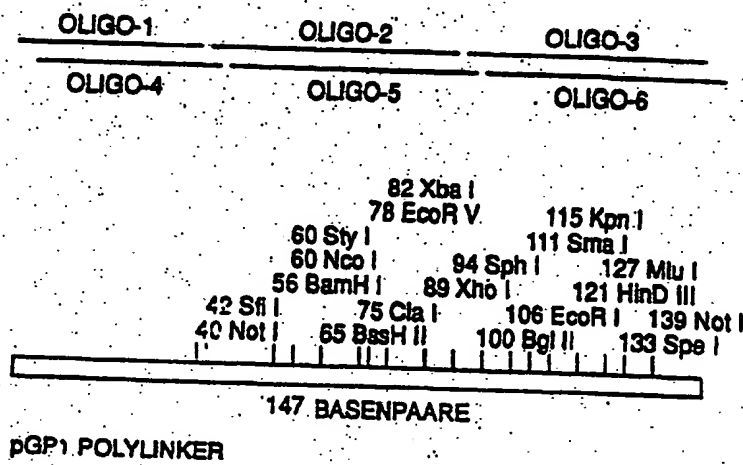 OLIGO-1 OLIGO-2 OLIGO-3
OLIGO-4 OLIGO-5 OLIGO-6
82 Xba I
78 EcoR V 115 Kpn I
60 Sty I 111 Sma I
60 Nco I 94 Sph I 127 Mlu I
56 BamH I 89 Xho I 121 HinD III
42 Sfi I 75 Cla I 106 EcoR I 139 Not I
40 Not I 65 BssH II 100 Bgl II 133 Spe I
147 BASENPAARE
pGP1 POLYLINKER